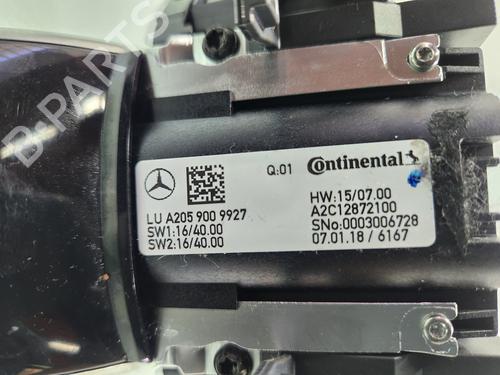 B-PARTS
Q:01 Continental
LU A205 900 9927
SW1:16/40.00
SW2:16/40.00
HW:15/07.00
A2C12872100
SNo:0003006728
07.01.18 / 6167